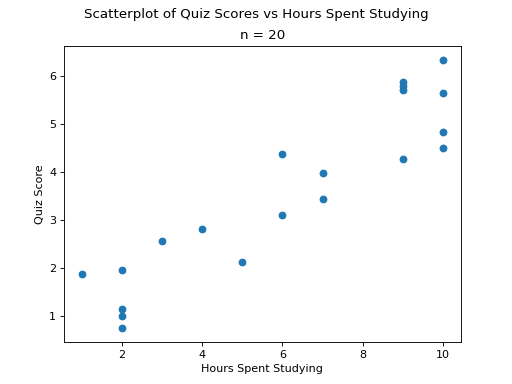 Scatterplot of Quiz Scores vs Hours Spent Studying
n = 20
6
5
4
3
2
1
Quiz Score
2 4 6 8 10
Hours Spent Studying